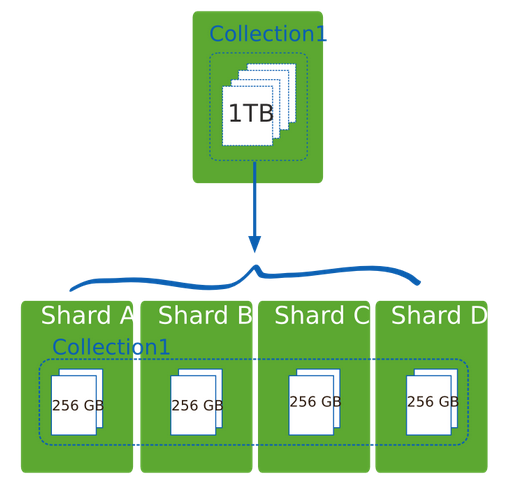 Collection1
1TB
Shard A
Shard B
Shard C
Shard D
Collection1
256 GB
256 GB
256 GB
256 GB